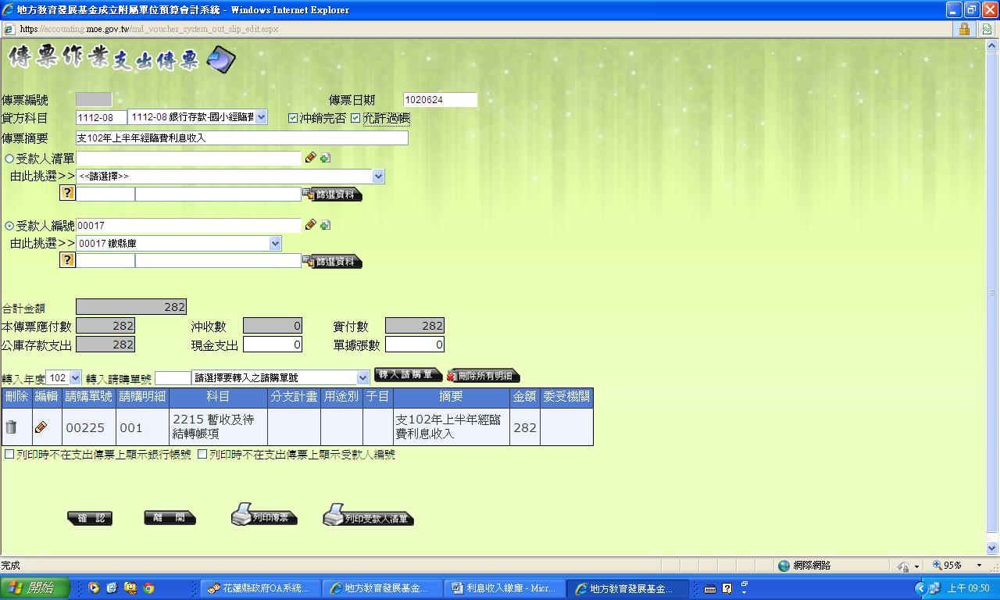 地方教育發展基金成立附屬單位預算會計系統 - Windows Internet Explorer
https://accounting.moe.gov.tw/snd_voucher_system_out_slip_edit.aspx
傳票作業支出傳票
傳票編號 傳票日期 1020624
貸方科目 1112-08 1112-08 銀行存款-國小經臨費 沖銷完否 允許過帳
傳票摘要 支102年上半年經臨費利息收入
受款人清單
由此挑選>> <<請選擇>>
? 篩選資料
受款人編號 00017
由此挑選>> 00017 繳縣庫
? 篩選資料
合計金額 282
本傳票應付數 282 沖收數 0 實付數 282
公庫存款支出 282 現金支出 0 單據張數 0
轉入年度 102 轉入請購單號 請選擇要轉入之請購單號 轉入請購單 刪除所有明細
刪除 編輯 請購單號 請購明細 科目 分支計畫 用途別 子目 摘要 金額 委受機關
00225 001 2215 暫收及待結轉帳項 支102年上半年經臨費利息收入 282
列印時不在支出傳票上顯示銀行帳號 列印時不在支出傳票上顯示受款人編號
確 認 離 開 列印傳票 列印受款人清單
完成 網際網路 95%
開始 花蓮縣政府OA系統... 地方教育發展基金... 利息收入繳庫 - Micr... 地方教育發展基金... 上午 09:50